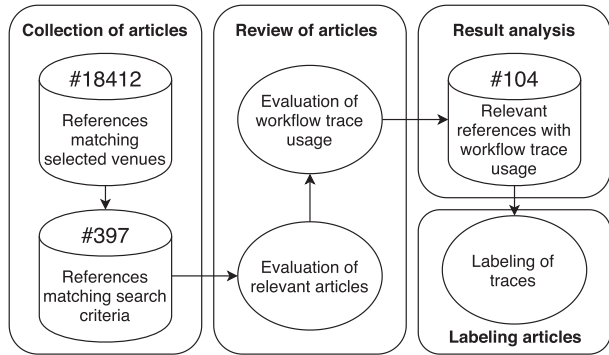 Collection of articles
#18412
References
matching
selected venues
#397
References
matching search
criteria
Review of articles
Evaluation of
workflow trace
usage
Evaluation of
relevant articles
Result analysis
#104
Relevant
references with
workflow trace
usage
Labeling of
traces
Labeling articles